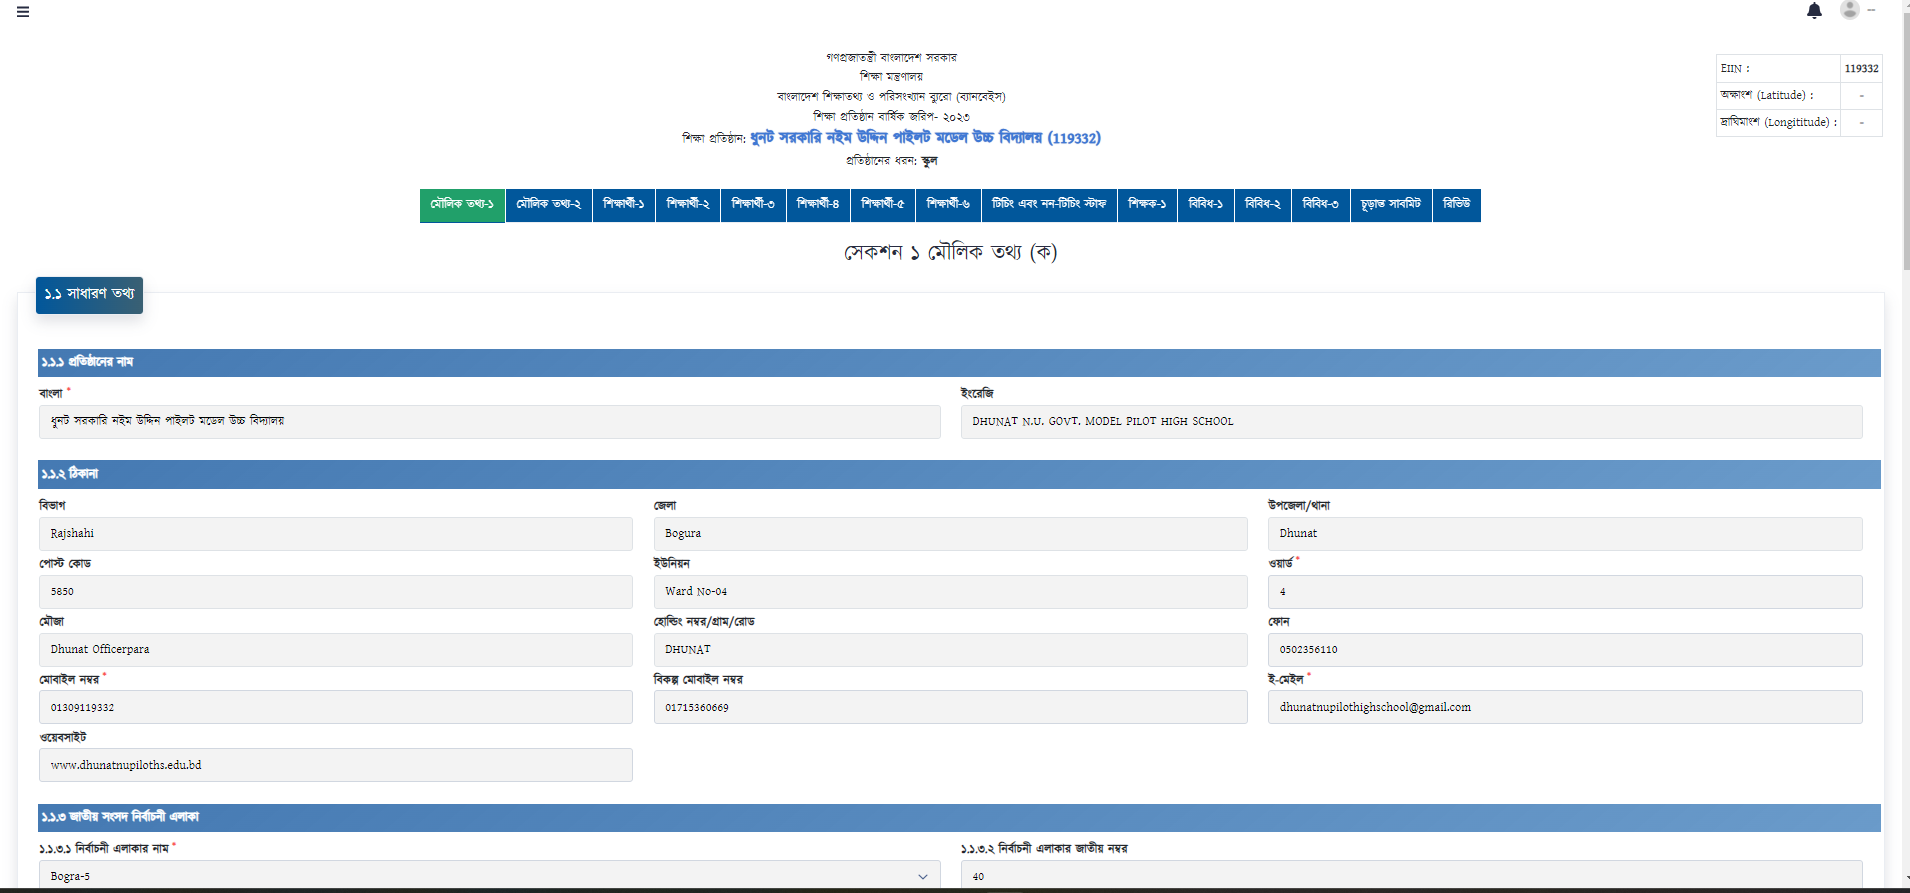 --
গণপ্রজাতন্ত্রী বাংলাদেশ সরকার
শিক্ষা মন্ত্রণালয়
বাংলাদেশ শিক্ষাতথ্য ও পরিসংখ্যান ব্যুরো (ব্যানবেইস)
শিক্ষা প্রতিষ্ঠান বার্ষিক জরিপ- ২০২৩
শিক্ষা প্রতিষ্ঠান: ধুনট সরকারি নইম উদ্দিন পাইলট মডেল উচ্চ বিদ্যালয় (119332)
প্রতিষ্ঠানের ধরন: স্কুল
EIIN : 119332
অক্ষাংশ (Latitude) : -
দ্রাঘিমাংশ (Longititude) : -
মৌলিক তথ্য-১ মৌলিক তথ্য-২ শিক্ষার্থী-১ শিক্ষার্থী-২ শিক্ষার্থী-৩ শিক্ষার্থী-৪ শিক্ষার্থী-৫ শিক্ষার্থী-৬ টিচিং এবং নন-টিচিং স্টাফ শিক্ষক-১ বিবিধ-১ বিবিধ-২ বিবিধ-৩ চূড়ান্ত সাবমিট রিভিউ
সেকশন ১ মৌলিক তথ্য (ক)
১.১ সাধারণ তথ্য
১.১.১ প্রতিষ্ঠানের নাম
বাংলা * ইংরেজি
ধুনট সরকারি নইম উদ্দিন পাইলট মডেল উচ্চ বিদ্যালয় DHUNAT N.U. GOVT. MODEL PILOT HIGH SCHOOL
১.১.২ ঠিকানা
বিভাগ জেলা উপজেলা/থানা
Rajshahi Bogura Dhunat
পোস্ট কোড ইউনিয়ন ওয়ার্ড *
5850 Ward No-04 4
মৌজা হোল্ডিং নম্বর/গ্রাম/রোড ফোন
Dhunat Officerpara DHUNAT 0502356110
মোবাইল নম্বর * বিকল্প মোবাইল নম্বর ই-মেইল *
01309119332 01715360669 dhunatnupilothighschool@gmail.com
ওয়েবসাইট
www.dhunatnupiloths.edu.bd
১.১.৩ জাতীয় সংসদ নির্বাচনী এলাকা
১.১.৩.১ নির্বাচনী এলাকার নাম * ১.১.৩.২ নির্বাচনী এলাকার জাতীয় নম্বর
Bogra-5 40